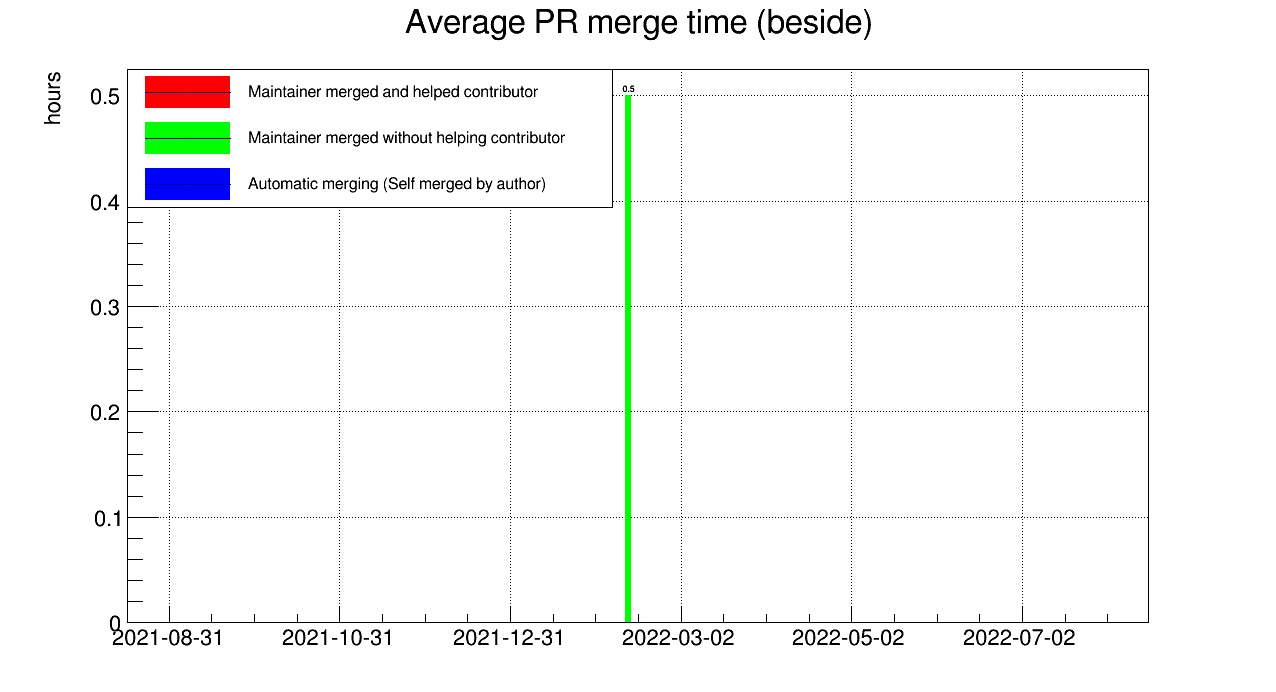 Average PR merge time (beside)
hours
Maintainer merged and helped contributor
Maintainer merged without helping contributor
Automatic merging (Self merged by author)
0.5
0.5
0.4
0.3
0.2
0.1
0
2021-08-31 2021-10-31 2021-12-31 2022-03-02 2022-05-02 2022-07-02